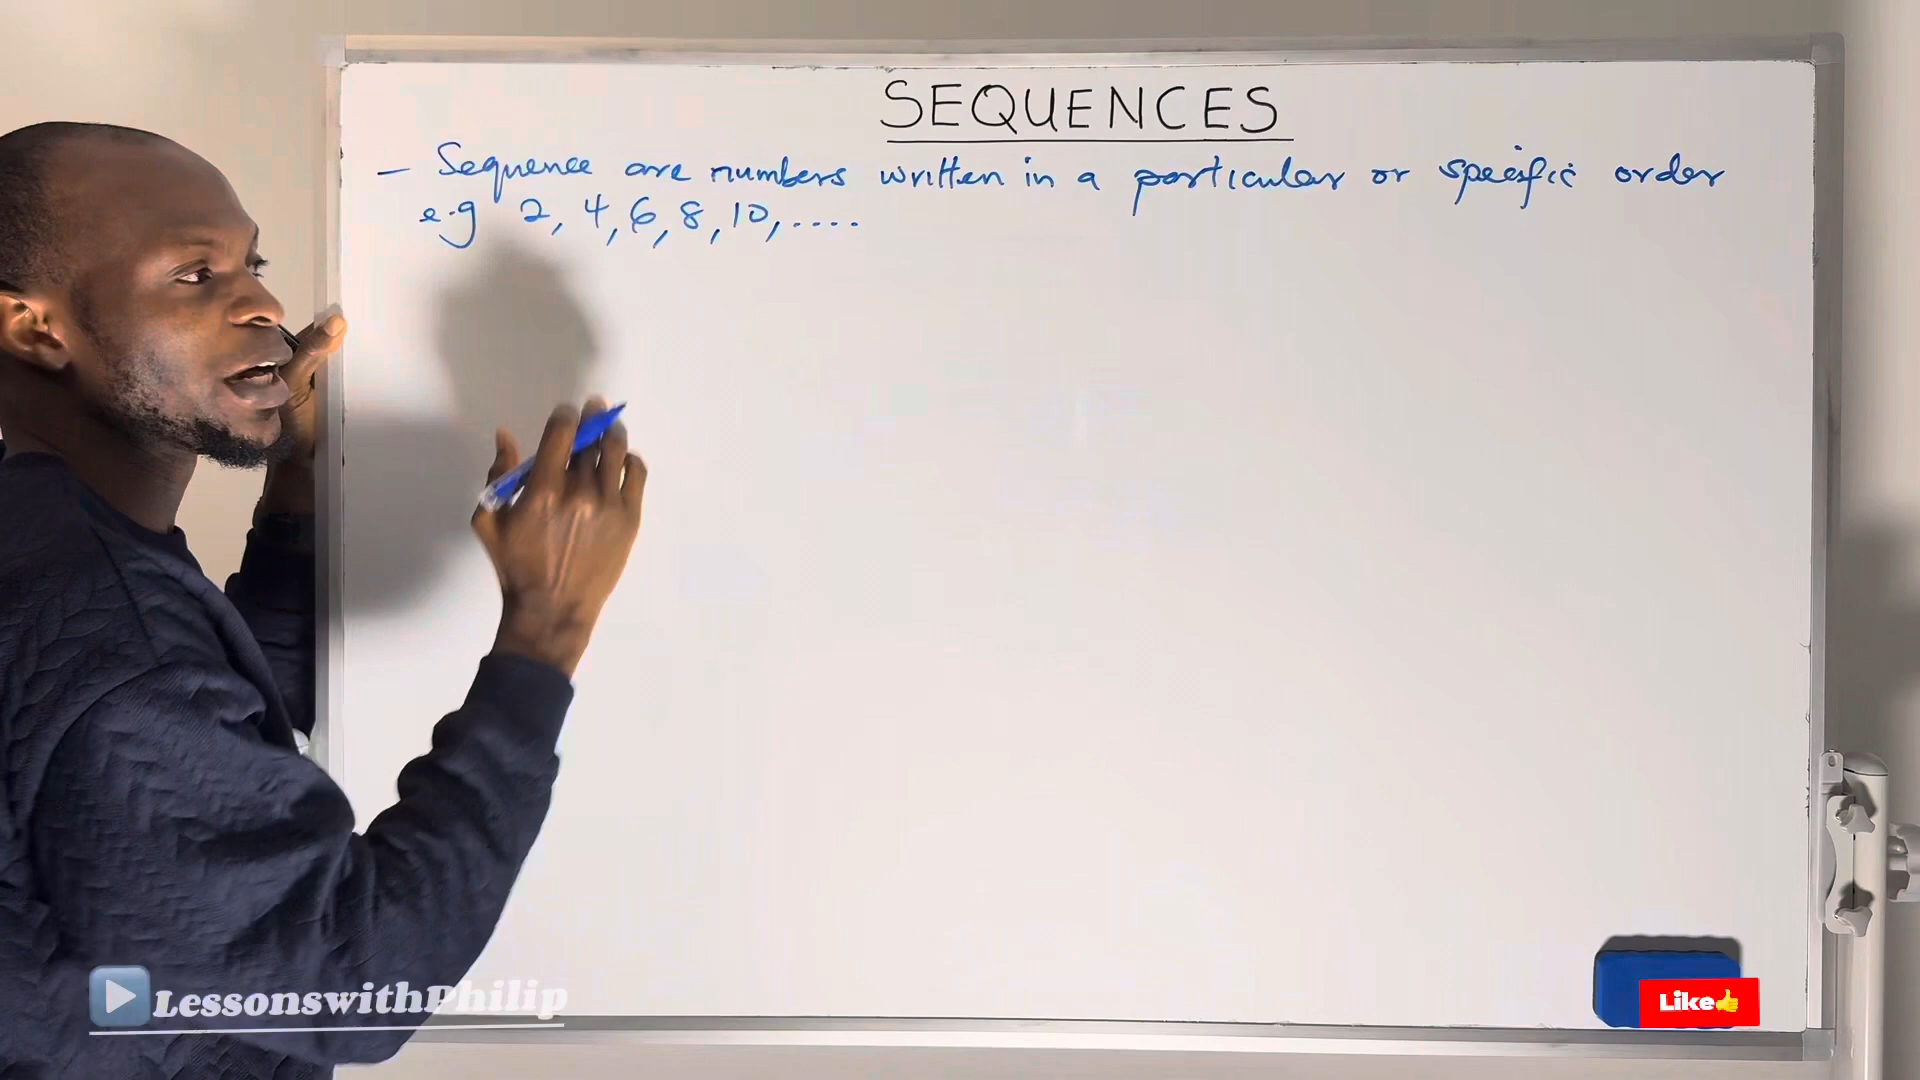 SEQUENCES
- Sequence are numbers written in a particular or specific order
e.g 2, 4, 6, 8, 10, ....
LessonswithPhilip
Like👍